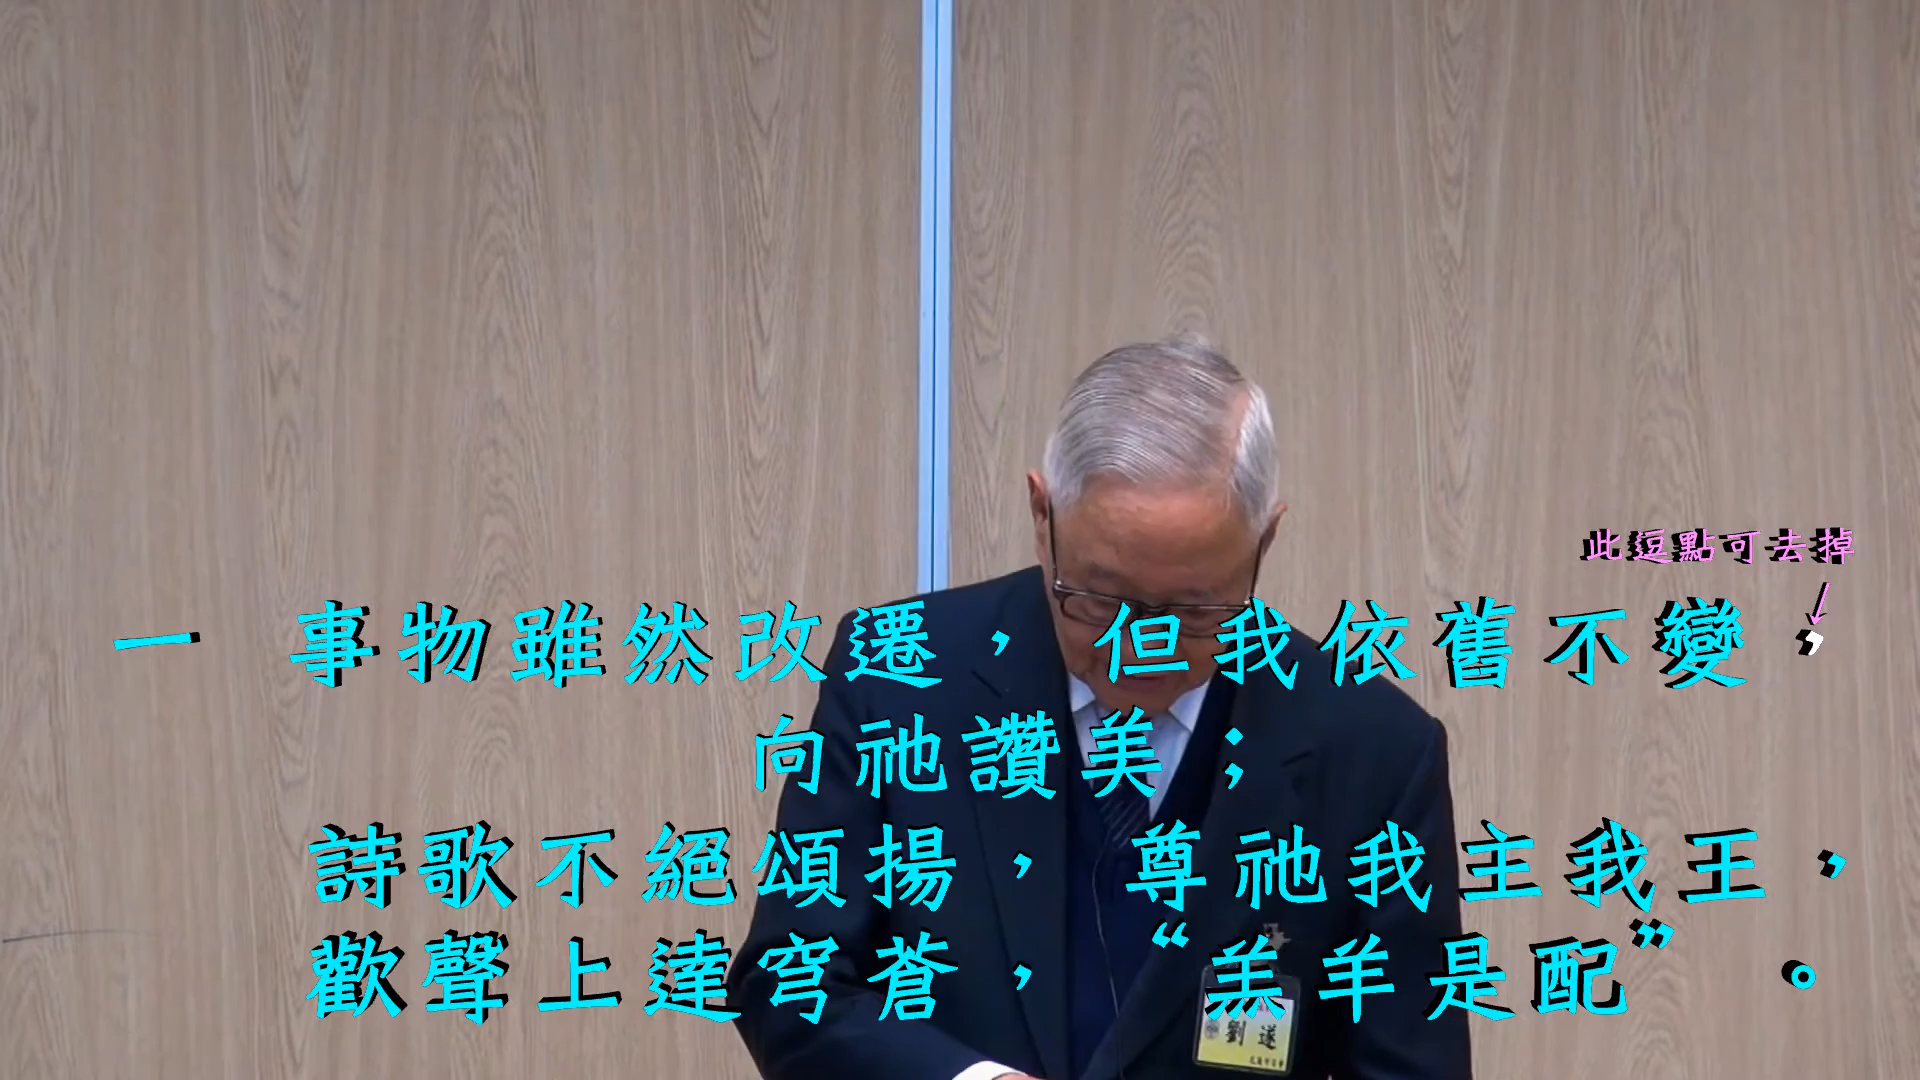 此逗點可去掉
一 事物雖然改遷，但我依舊不變，
向祂讚美；
詩歌不絕頌揚，尊祂我主我王，
歡聲上達穹蒼，“羔羊是配”。
劉遂